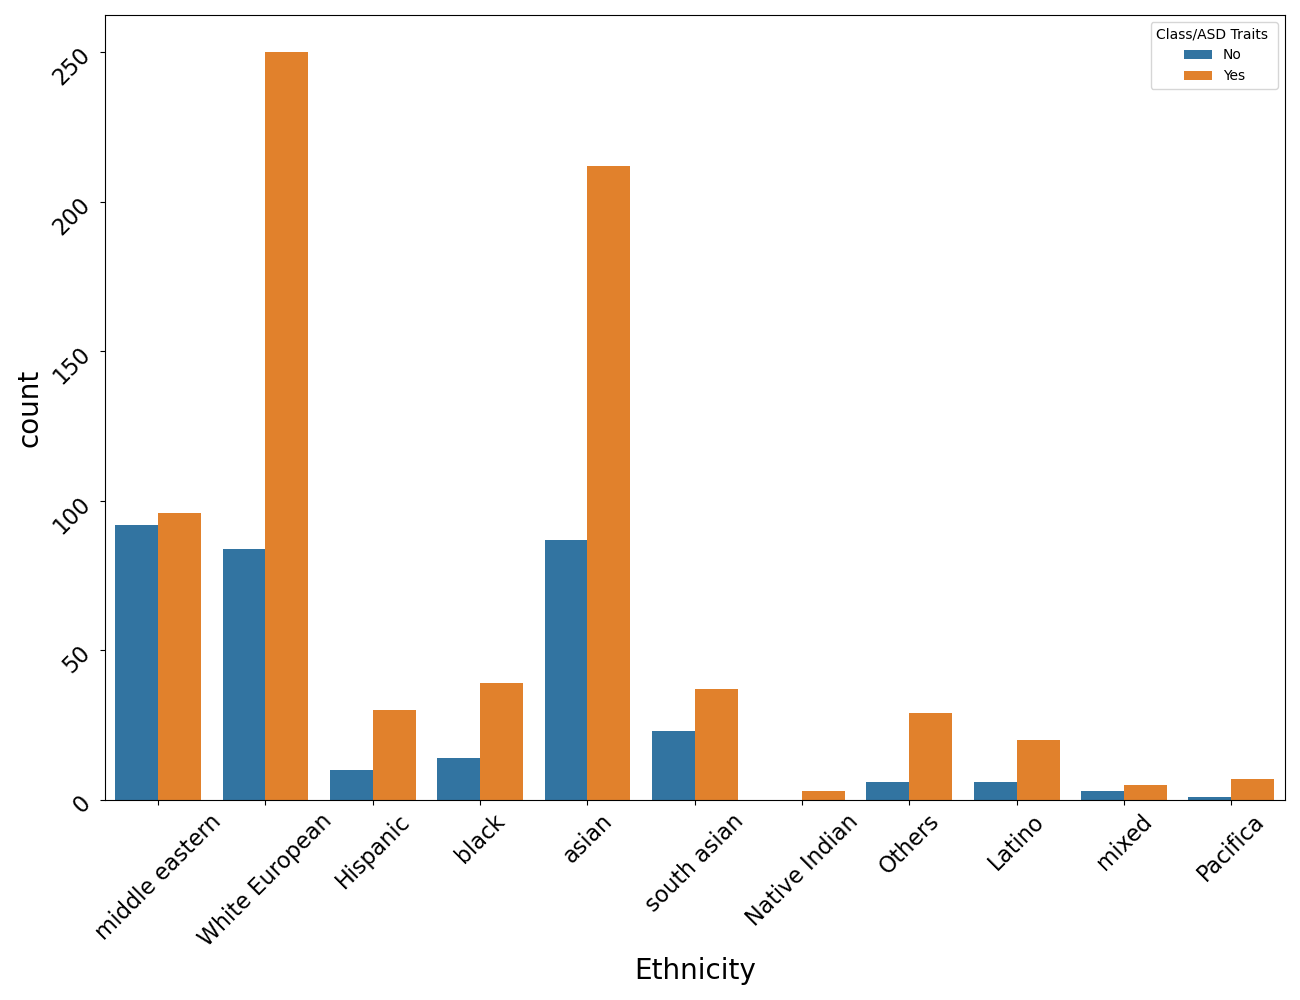 Class/ASD Traits
No
Yes
250
200
150
100
50
0
count
middle eastern
White European
Hispanic
black
asian
south asian
Native Indian
Others
Latino
mixed
Pacifica
Ethnicity